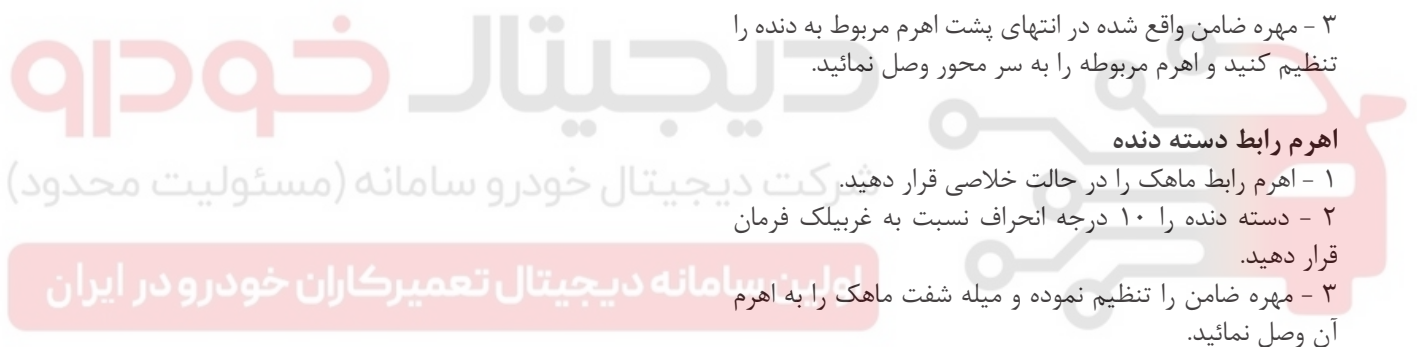 ۳ - مهره ضامن واقع شده در انتهای پشت اهرم مربوط به دنده را
تنظیم کنید و اهرم مربوطه را به سر محور وصل نمائید.
دیجیتال خودرو
اهرم رابط دسته دنده
شرکت دیجیتال خودرو سامانه (مسئولیت محدود)
۱ - اهرم رابط ماهک را در حالت خلاصی قرار دهید.
۲ - دسته دنده را ۱۰ درجه انحراف نسبت به غربیلک فرمان
قرار دهید.
اولین سامانه دیجیتال تعمیرکاران خودرو در ایران
۳ - مهره ضامن را تنظیم نموده و میله شفت ماهک را به اهرم
آن وصل نمائید.